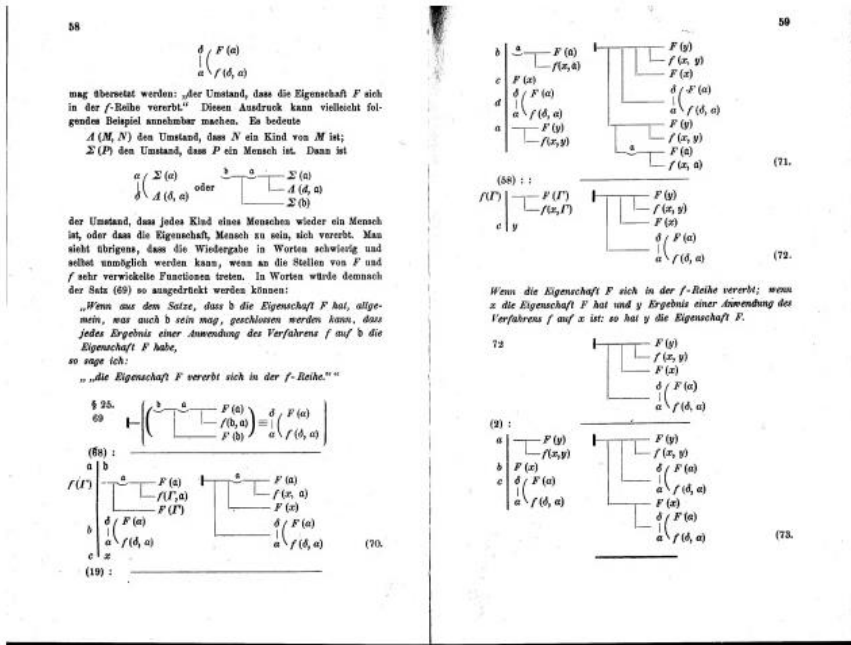 58
δ F (α)
α f (δ, α)
mag übersetzt werden: „der Umstand, dass die Eigenschaft F sich
in der f-Reihe vererbt.“ Diesen Ausdruck kann vielleicht fol-
gendes Beispiel annehmbar machen. Es bedeute
Λ (M, N) den Umstand, dass N ein Kind von M ist;
Σ (P) den Umstand, dass P ein Mensch ist. Dann ist
α Σ (α) oder b a Σ (a)
δ Λ (δ, α) Λ (d, a)
Σ (b)
der Umstand, dass jedes Kind eines Menschen wieder ein Mensch
ist, oder dass die Eigenschaft, Mensch zu sein, sich vererbt. Man
sieht übrigens, dass die Wiedergabe in Worten schwierig und
selbst unmöglich werden kann, wenn an die Stellen von F und
f sehr verwickelte Functionen treten. In Worten würde demnach
der Satz (69) so ausgedrückt werden können:
„Wenn aus dem Satze, dass b die Eigenschaft F hat, allge-
mein, was auch b sein mag, geschlossen werden kann, dass
jedes Ergebnis einer Anwendung des Verfahrens f auf b die
Eigenschaft F habe,
so sage ich:
„ „die Eigenschaft F vererbt sich in der f-Reihe.“ “
§ 25.
69
b a F (a) ≡ δ F (α)
f(b, a) α f (δ, α)
F (b)
(68) :
a b
f(Γ) a F (a) a F (a)
f(Γ, a) f (x, a)
F (Γ) F (x)
b δ F (α) δ F (α)
α f(δ, α) α f (δ, α) (70.
c x
(19) :
59
b a F (a) F (y)
f(x, a) f (x, y)
c F (x) F (x)
d δ F (α) δ F (α)
α f (δ, α) α f (δ, α)
a F (y) F (y)
f(x,y) f (x, y)
a F (a)
f (x, a) (71.
(58) : :
f(Γ) F (Γ) F (y)
f(x,Γ) f (x, y)
c y F (x)
δ F (α)
α f (δ, α) (72.
Wenn die Eigenschaft F sich in der f-Reihe vererbt; wenn
x die Eigenschaft F hat und y Ergebnis einer Anwendung des
Verfahrens f auf x ist: so hat y die Eigenschaft F.
72 F (y)
f (x, y)
F (x)
δ F (α)
α f (δ, α)
(2) :
a F (y) F (y)
f(x,y) f (x, y)
b F (x) δ F (α)
c δ F (α) α f (δ, α)
α f (δ, α) F (x)
δ F (α)
α f (δ, α) (73.